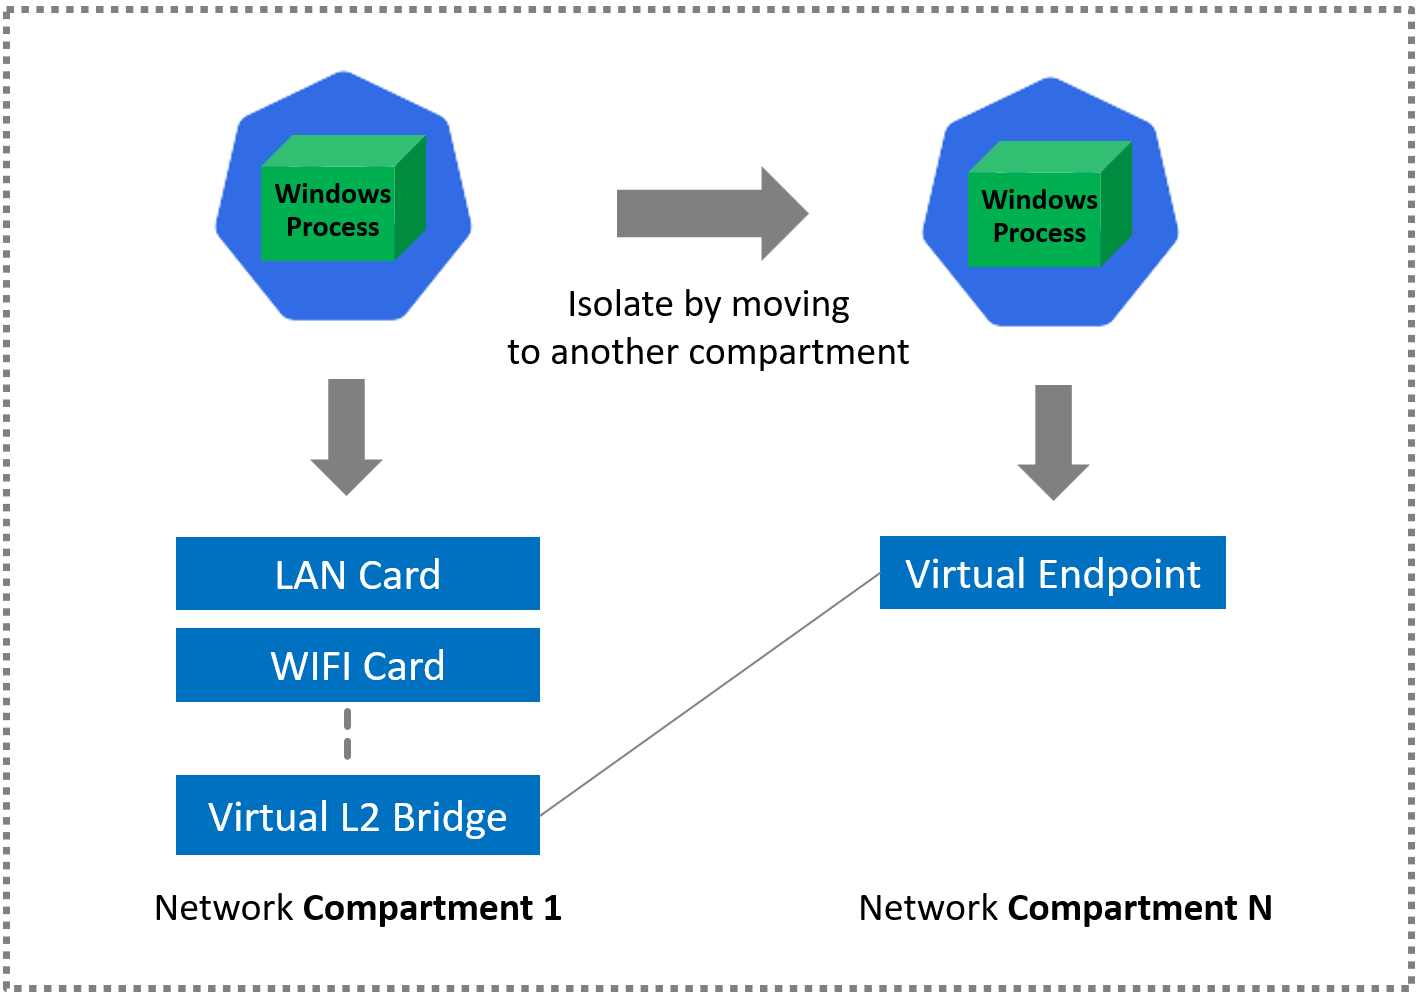 Windows
Process
Windows
Process
Isolate by moving
to another compartment
LAN Card
Virtual Endpoint
WIFI Card
Virtual L2 Bridge
Network Compartment 1
Network Compartment N